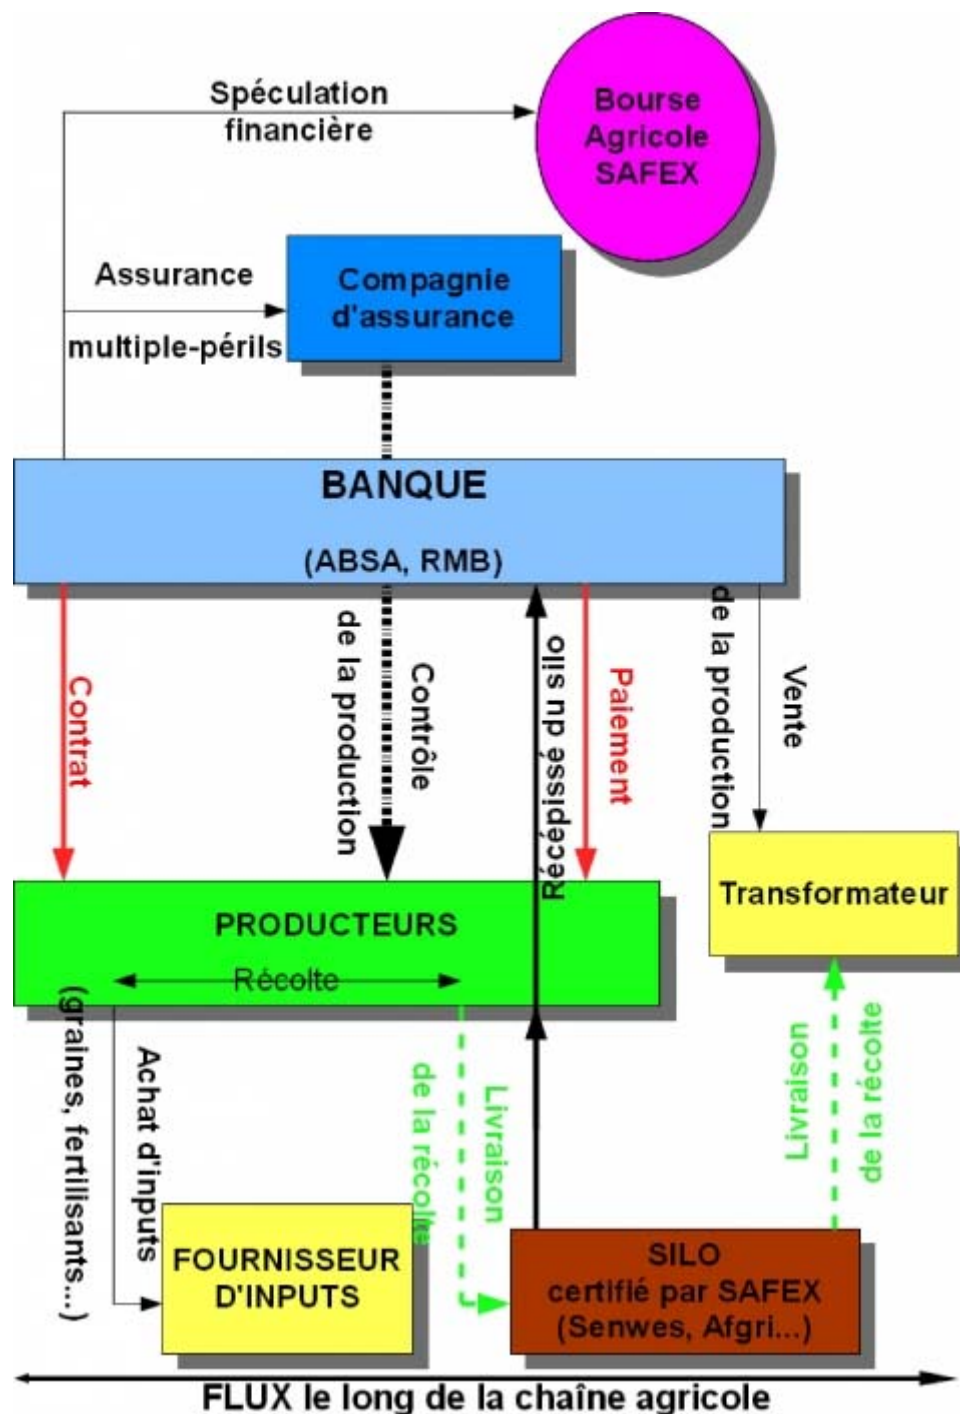 Spéculation
financière
Bourse
Agricole
SAFEX
Assurance
multiple-périls
Compagnie
d'assurance
BANQUE
(ABSA, RMB)
Contrat
Contrôle
de la production
Récépissé du silo
Paiement
Vente
de la production
PRODUCTEURS
Récolte
Transformateur
Achat d'inputs
(graines, fertilisants...)
Livraison
de la récolte
Livraison
de la récolte
FOURNISSEUR
D'INPUTS
SILO
certifié par SAFEX
(Senwes, Afgri...)
FLUX le long de la chaîne agricole